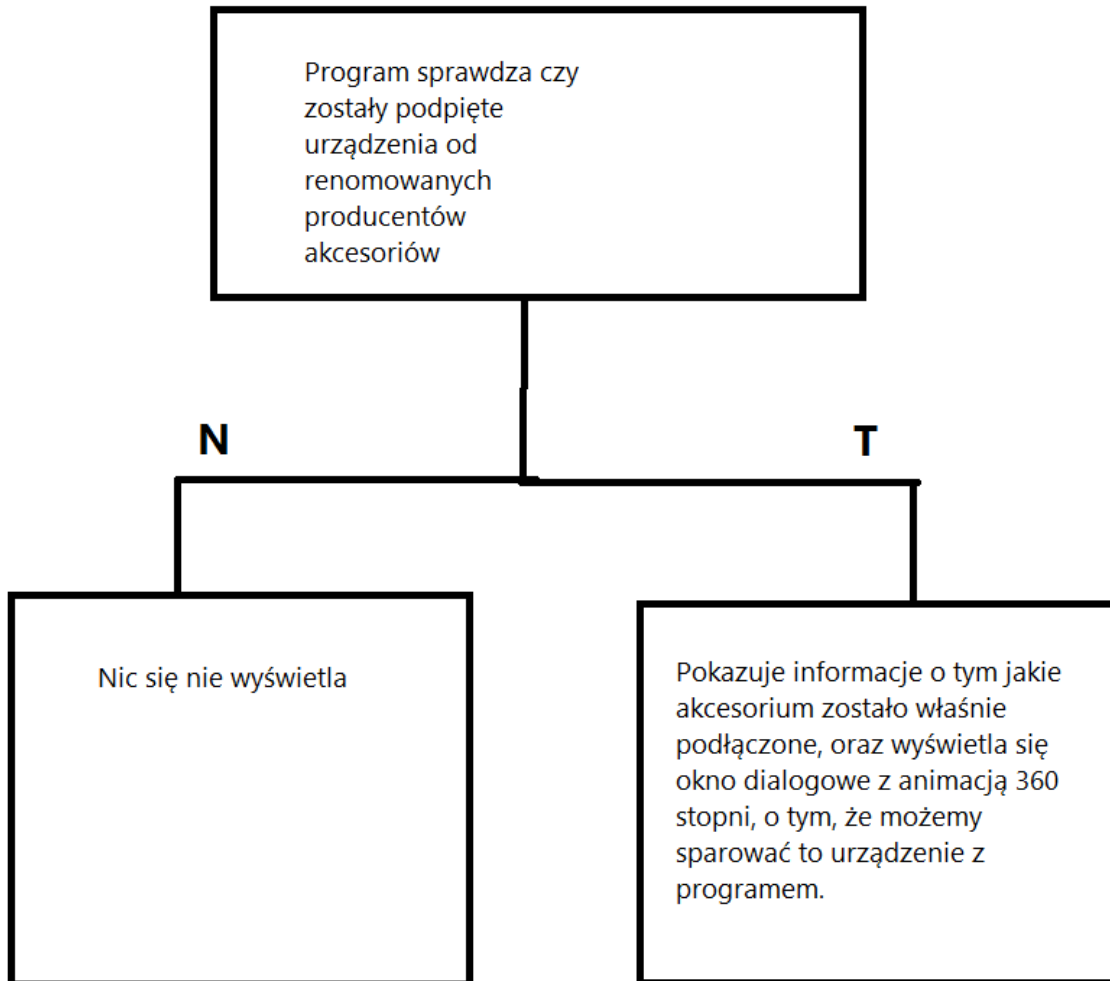 Program sprawdza czy
zostały podpięte
urządzenia od
renomowanych
producentów
akcesoriów
N
T
Nic się nie wyświetla
Pokazuje informacje o tym jakie
akcesorium zostało właśnie
podłączone, oraz wyświetla się
okno dialogowe z animacją 360
stopni, o tym, że możemy
sparować to urządzenie z
programem.